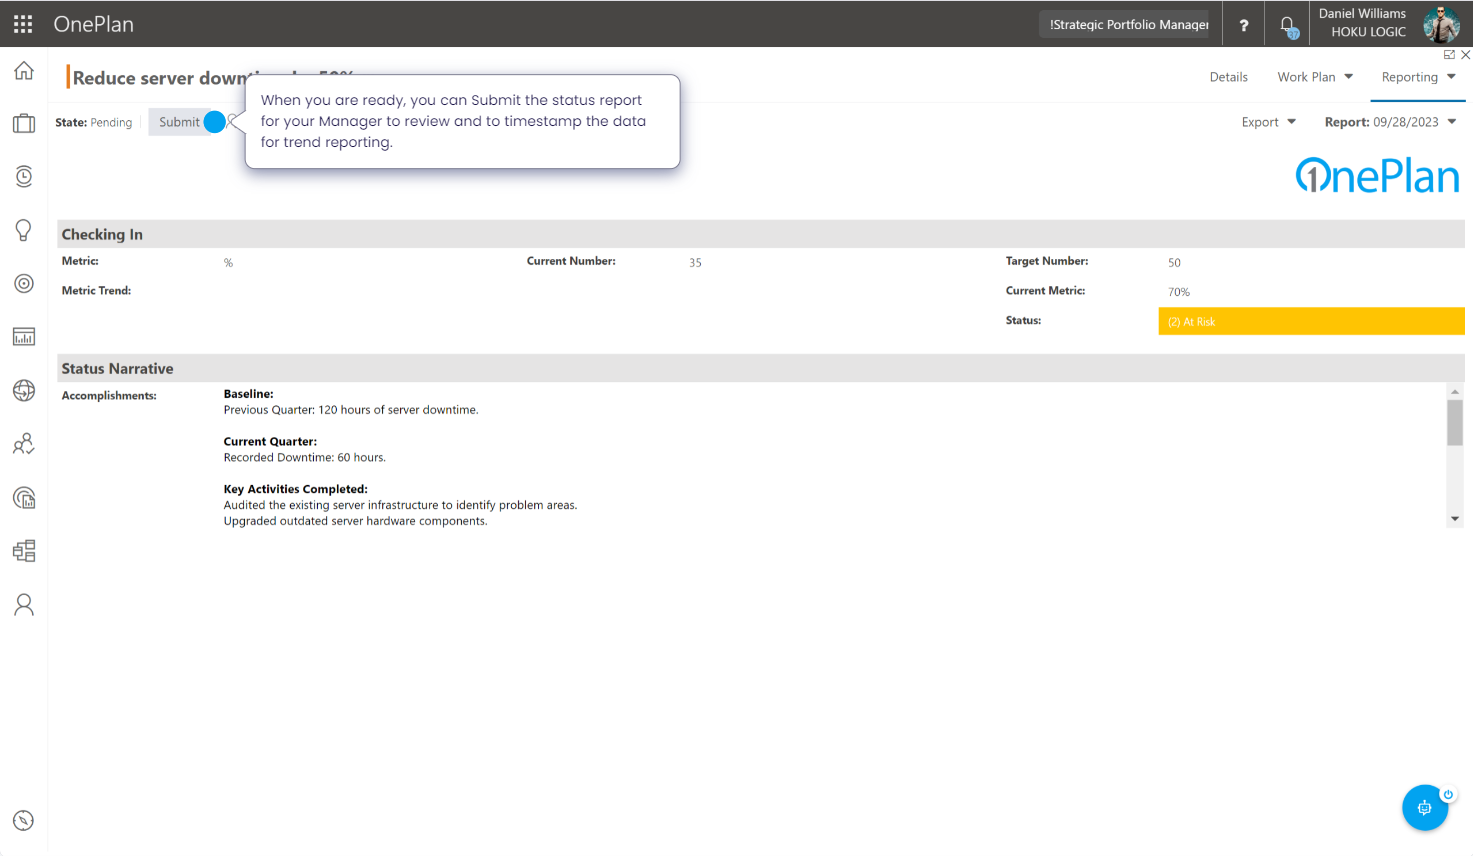 OnePlan
!Strategic Portfolio Manager
?
37
Daniel Williams
HOKU LOGIC
Reduce server
Details
Work Plan
Reporting
State: Pending
Submit
When you are ready, you can Submit the status report
for your Manager to review and to timestamp the data
for trend reporting.
Export
Report: 09/28/2023
OnePlan
Checking In
Metric:
%
Current Number:
35
Target Number:
50
Metric Trend:
Current Metric:
70%
Status:
(2) At Risk
Status Narrative
Accomplishments:
Baseline:
Previous Quarter: 120 hours of server downtime.
Current Quarter:
Recorded Downtime: 60 hours.
Key Activities Completed:
Audited the existing server infrastructure to identify problem areas.
Upgraded outdated server hardware components.